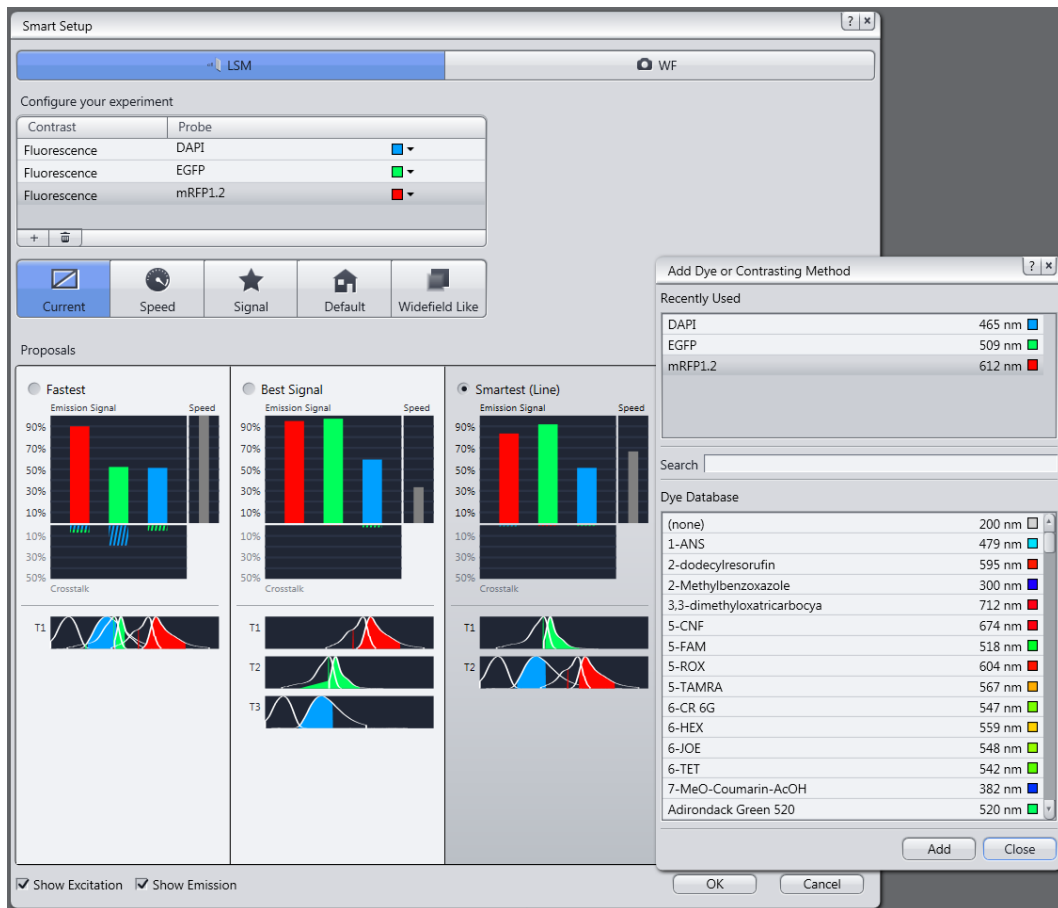 Smart Setup
? ×
LSM
WF
Configure your experiment
Contrast Probe
Fluorescence DAPI
Fluorescence EGFP
Fluorescence mRFP1.2
+
Current Speed Signal Default Widefield Like
Proposals
Fastest
Emission Signal Speed
90%
70%
50%
30%
10%
10%
30%
50%
Crosstalk
T1
Best Signal
Emission Signal Speed
90%
70%
50%
30%
10%
10%
30%
50%
Crosstalk
T1
T2
T3
Smartest (Line)
Emission Signal Speed
90%
70%
50%
30%
10%
10%
30%
50%
Crosstalk
T1
T2
Show Excitation Show Emission
OK Cancel
Add Dye or Contrasting Method
? ×
Recently Used
DAPI 465 nm
EGFP 509 nm
mRFP1.2 612 nm
Search
Dye Database
(none) 200 nm
1-ANS 479 nm
2-dodecylresorufin 595 nm
2-Methylbenzoxazole 300 nm
3,3-dimethyloxatricarbocya 712 nm
5-CNF 674 nm
5-FAM 518 nm
5-ROX 604 nm
5-TAMRA 567 nm
6-CR 6G 547 nm
6-HEX 559 nm
6-JOE 548 nm
6-TET 542 nm
7-MeO-Coumarin-AcOH 382 nm
Adirondack Green 520 520 nm
Add Close